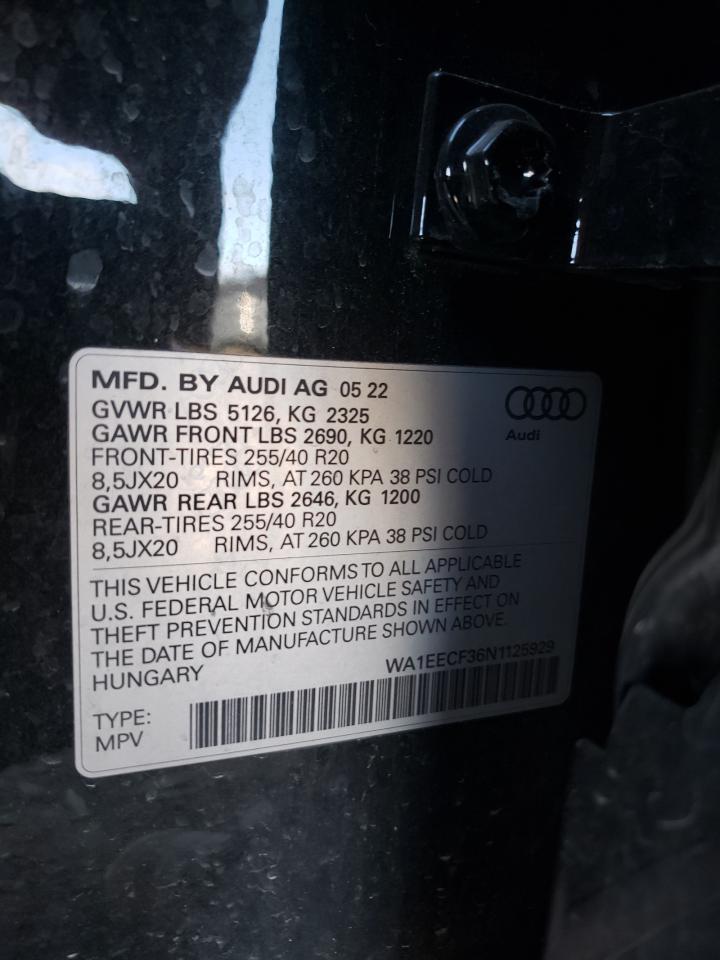 MFD. BY AUDI AG 05 22
GVWR LBS 5126, KG 2325
GAWR FRONT LBS 2690, KG 1220
FRONT-TIRES 255/40 R20
8,5JX20 RIMS, AT 260 KPA 38 PSI COLD
GAWR REAR LBS 2646, KG 1200
REAR-TIRES 255/40 R20
8,5JX20 RIMS, AT 260 KPA 38 PSI COLD
Audi
THIS VEHICLE CONFORMS TO ALL APPLICABLE
U.S. FEDERAL MOTOR VEHICLE SAFETY AND
THEFT PREVENTION STANDARDS IN EFFECT ON
THE DATE OF MANUFACTURE SHOWN ABOVE.
HUNGARY WA1EECF36N1125929
TYPE:
MPV